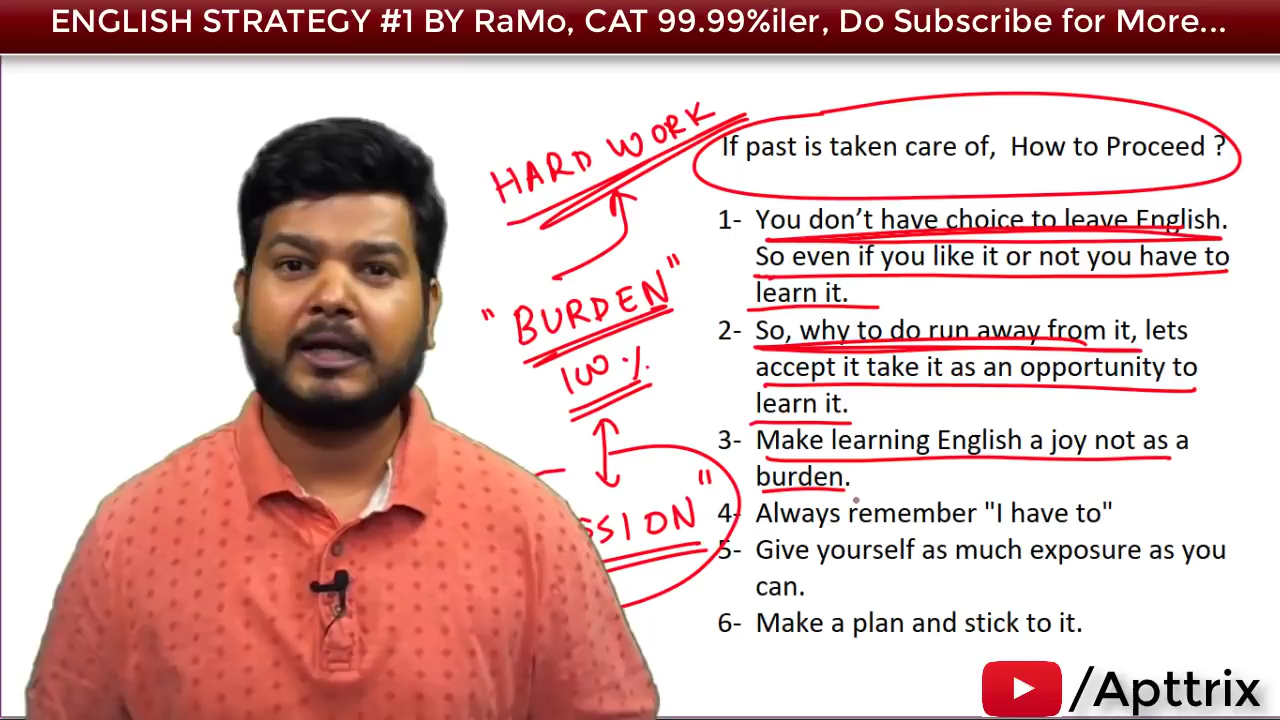 ENGLISH STRATEGY #1 BY RaMo, CAT 99.99%iler, Do Subscribe for More...
HARD WORK
"BURDEN"
100%
SSION"
If past is taken care of, How to Proceed ?
1- You don't have choice to leave English.
So even if you like it or not you have to
learn it.
2- So, why to do run away from it, lets
accept it take it as an opportunity to
learn it.
3- Make learning English a joy not as a
burden.
4- Always remember "I have to"
5- Give yourself as much exposure as you
can.
6- Make a plan and stick to it.
/Apttrix